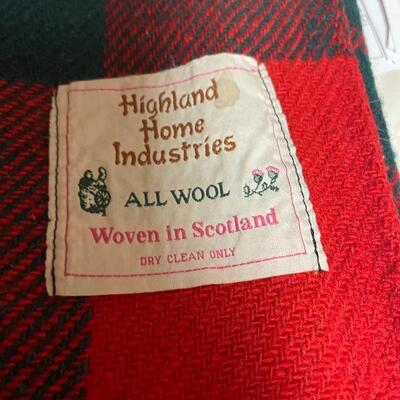 Highland
Home
Industries
ALL WOOL
Woven in Scotland
DRY CLEAN ONLY